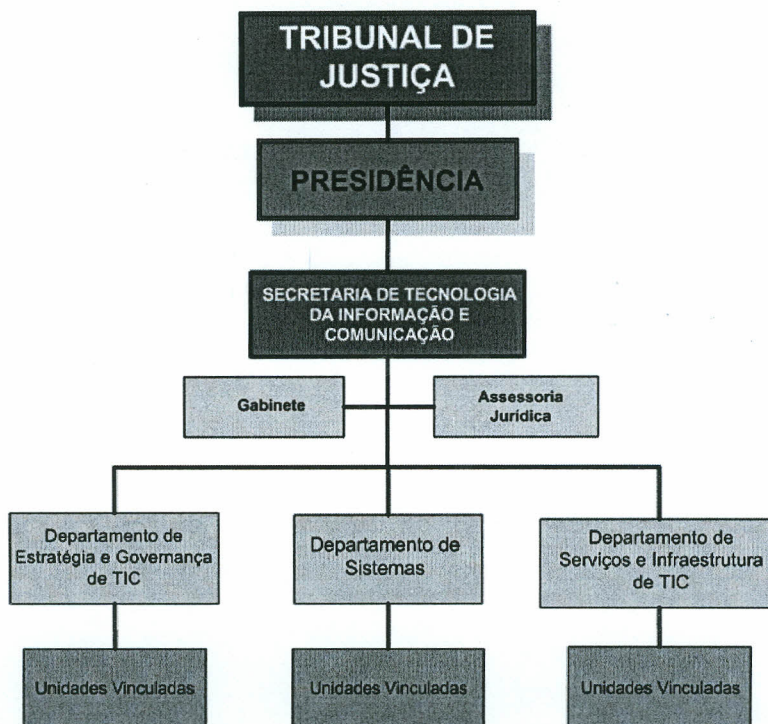 TRIBUNAL DE
JUSTIÇA
PRESIDÊNCIA
SECRETARIA DE TECNOLOGIA
DA INFORMAÇÃO E
COMUNICAÇÃO
Gabinete
Assessoria
Jurídica
Departamento de
Estratégia e Governança
de TIC
Departamento de
Sistemas
Departamento de
Serviços e Infraestrutura
de TIC
Unidades Vinculadas
Unidades Vinculadas
Unidades Vinculadas